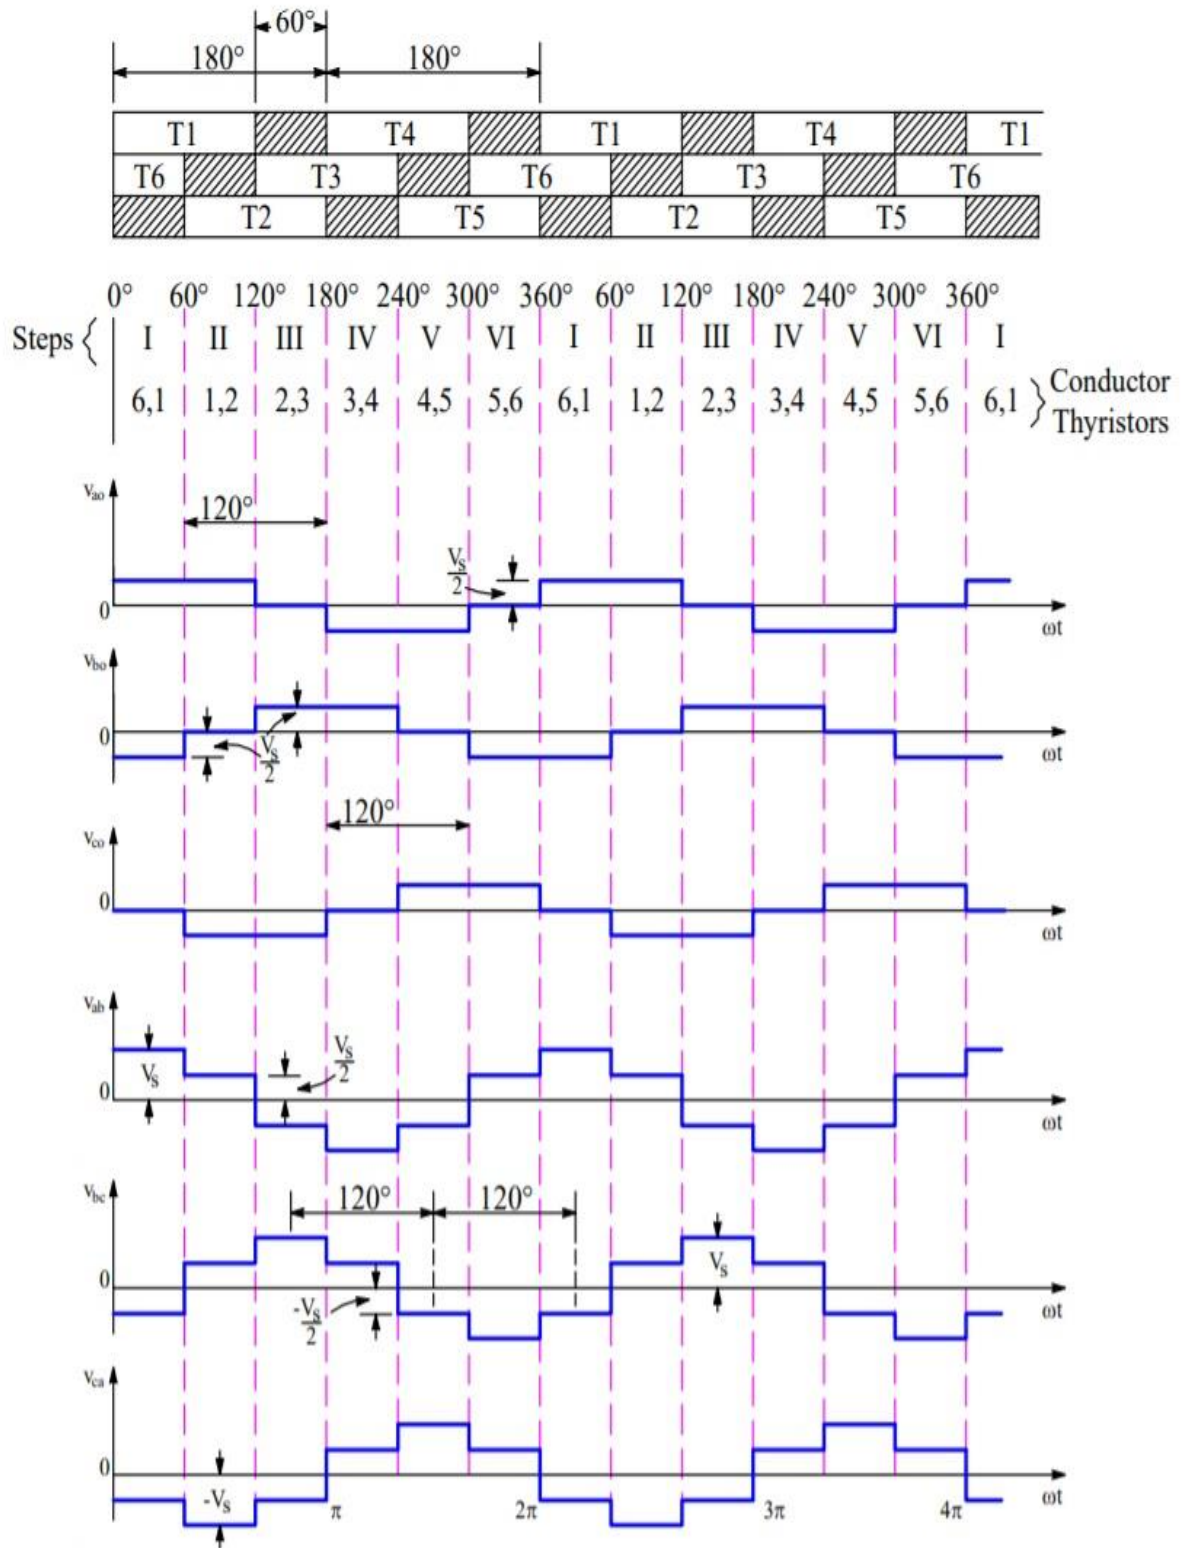 60°
180° 180°
T1 T4 T1 T4 T1
T6 T3 T6 T3 T6
T2 T5 T2 T5
0° 60° 120° 180° 240° 300° 360° 60° 120° 180° 240° 300° 360°
Steps { I II III IV V VI I II III IV V VI I
6,1 1,2 2,3 3,4 4,5 5,6 6,1 1,2 2,3 3,4 4,5 5,6 6,1 } Conductor
Thyristors
Vao
120°
Vs/2
0
ωt
Vbo
0
Vs/2
ωt
120°
Vco
0
ωt
Vab
Vs
Vs/2
0
ωt
Vbc
120° 120°
0
Vs
-Vs/2
ωt
Vca
0
-Vs
π 2π 3π 4π
ωt